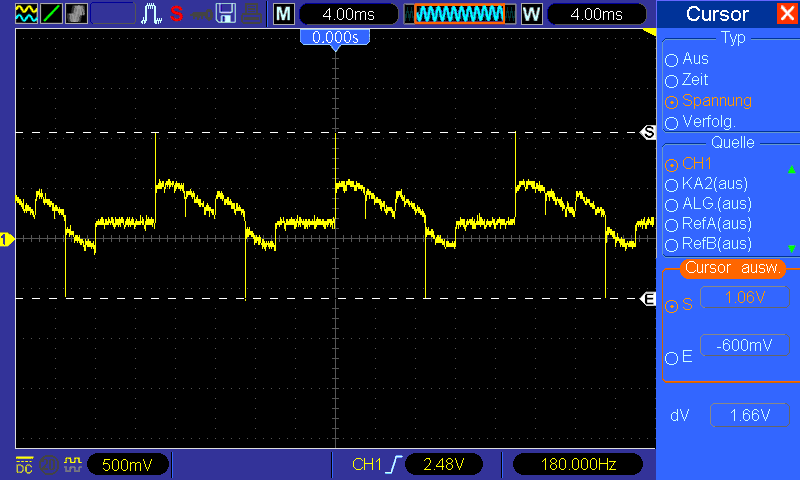 M 4.00ms W 4.00ms
S
0.000s
S
1
E
DC 500mV CH1 2.48V 180.000Hz
Cursor
Typ
Aus
Zeit
Spannung
Verfolg.
Quelle
CH1
KA2(aus)
ALG.(aus)
RefA(aus)
RefB(aus)
Cursor ausw.
S 1.06V
E -600mV
dV 1.66V